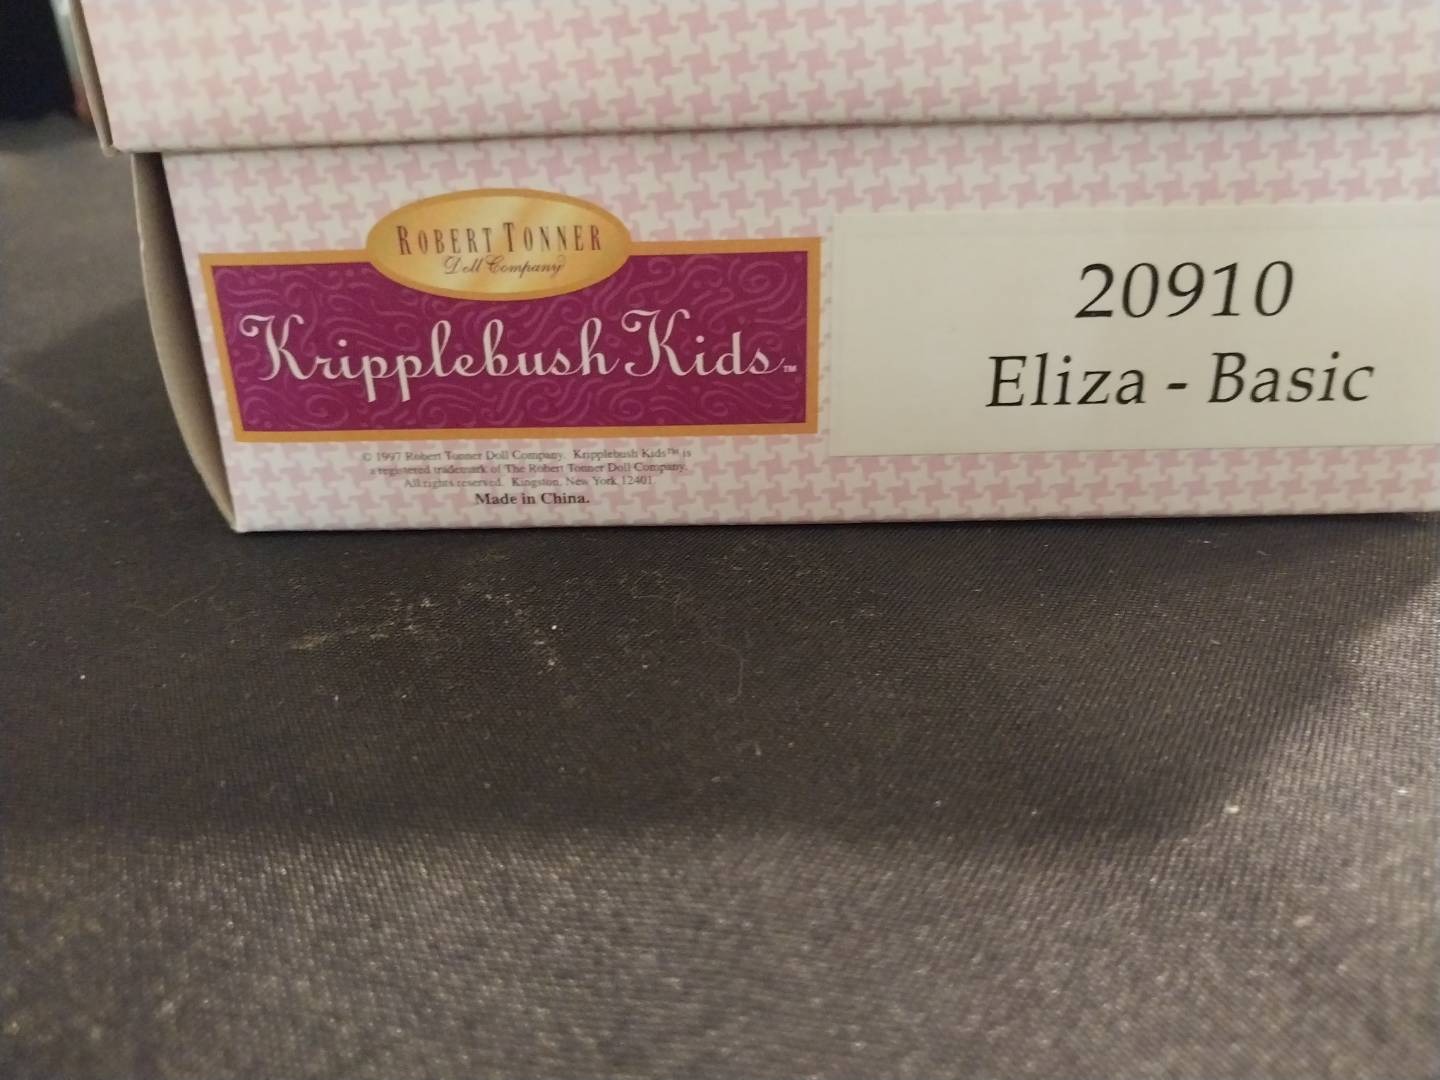 ROBERT TONNER
Doll Company
Kripplebush Kids™
© 1997 Robert Tonner Doll Company. Kripplebush Kids™ is
a registered trademark of The Robert Tonner Doll Company.
All rights reserved. Kingston, New York 12401
Made in China.
20910
Eliza - Basic